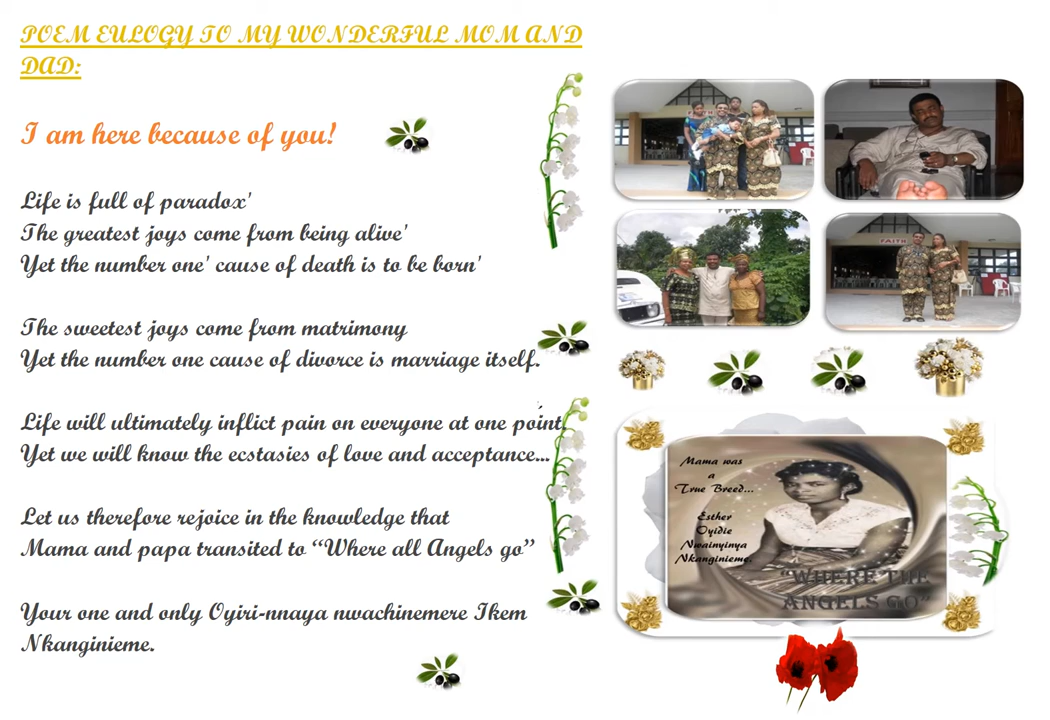 POEM EULOGY TO MY WONDERFUL MOM AND
DAD:
I am here because of you!
Life is full of paradox'
The greatest joys come from being alive'
Yet the number one' cause of death is to be born'
The sweetest joys come from matrimony
Yet the number one cause of divorce is marriage itself.
Life will ultimately inflict pain on everyone at one point,
Yet we will know the ecstasies of love and acceptance...
Let us therefore rejoice in the knowledge that
Mama and papa transited to “Where all Angels go”
Your one and only Oyiri-nnaya nwachinemere Ikem
Nkanginieme.
FAITH
FAITH
Mama was
a
True Breed...
Esther
Oyidie
Nwainyinya
Nkanginieme.
“WHERE THE
ANGELS GO”